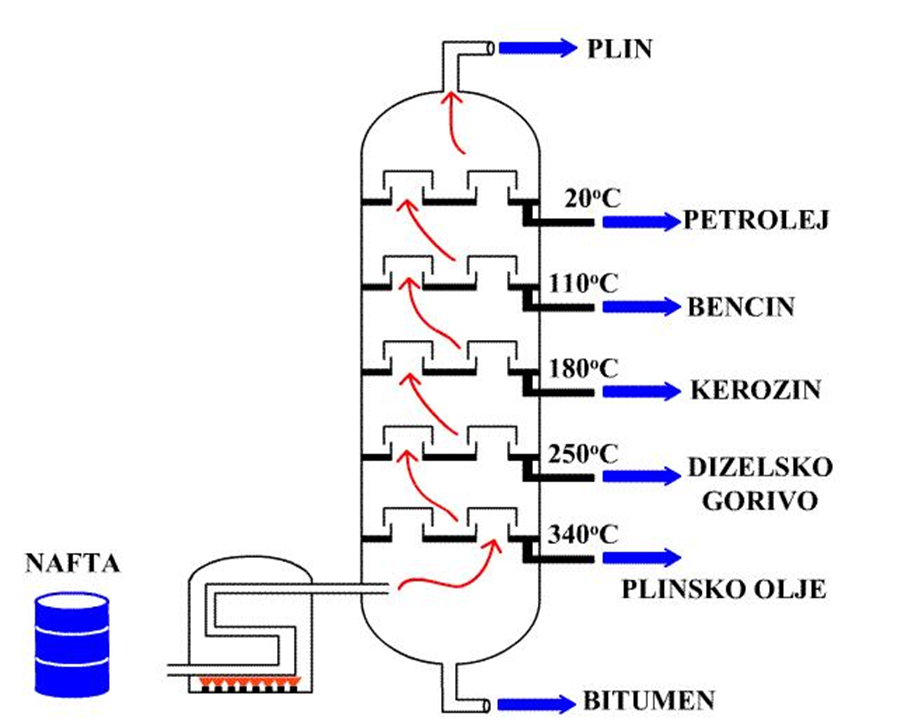 PLIN
20°C
PETROLEJ
110°C
BENCIN
180°C
KEROZIN
250°C
DIZELSKO
GORIVO
340°C
PLINSKO OLJE
NAFTA
BITUMEN